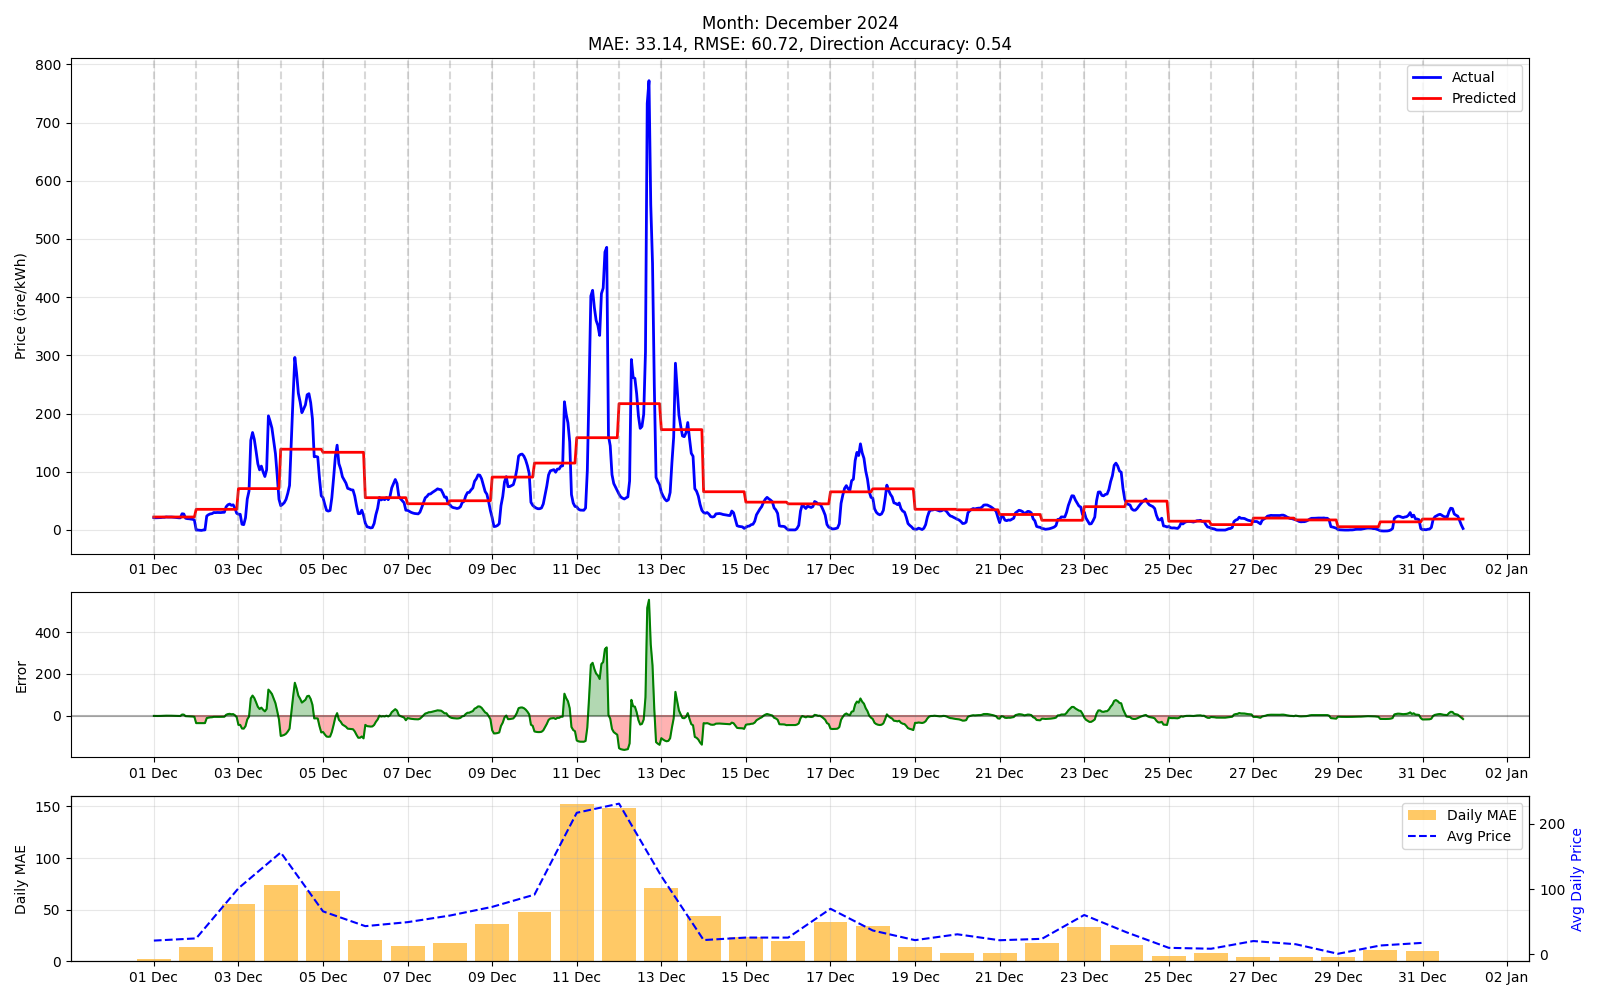 Month: December 2024
MAE: 33.14, RMSE: 60.72, Direction Accuracy: 0.54
Price (öre/kWh)
800
700
600
500
400
300
200
100
0
Actual
Predicted
01 Dec 03 Dec 05 Dec 07 Dec 09 Dec 11 Dec 13 Dec 15 Dec 17 Dec 19 Dec 21 Dec 23 Dec 25 Dec 27 Dec 29 Dec 31 Dec 02 Jan
Error
400
200
0
01 Dec 03 Dec 05 Dec 07 Dec 09 Dec 11 Dec 13 Dec 15 Dec 17 Dec 19 Dec 21 Dec 23 Dec 25 Dec 27 Dec 29 Dec 31 Dec 02 Jan
Daily MAE
150
100
50
0
Daily MAE
Avg Price
200
100
0
Avg Daily Price
01 Dec 03 Dec 05 Dec 07 Dec 09 Dec 11 Dec 13 Dec 15 Dec 17 Dec 19 Dec 21 Dec 23 Dec 25 Dec 27 Dec 29 Dec 31 Dec 02 Jan